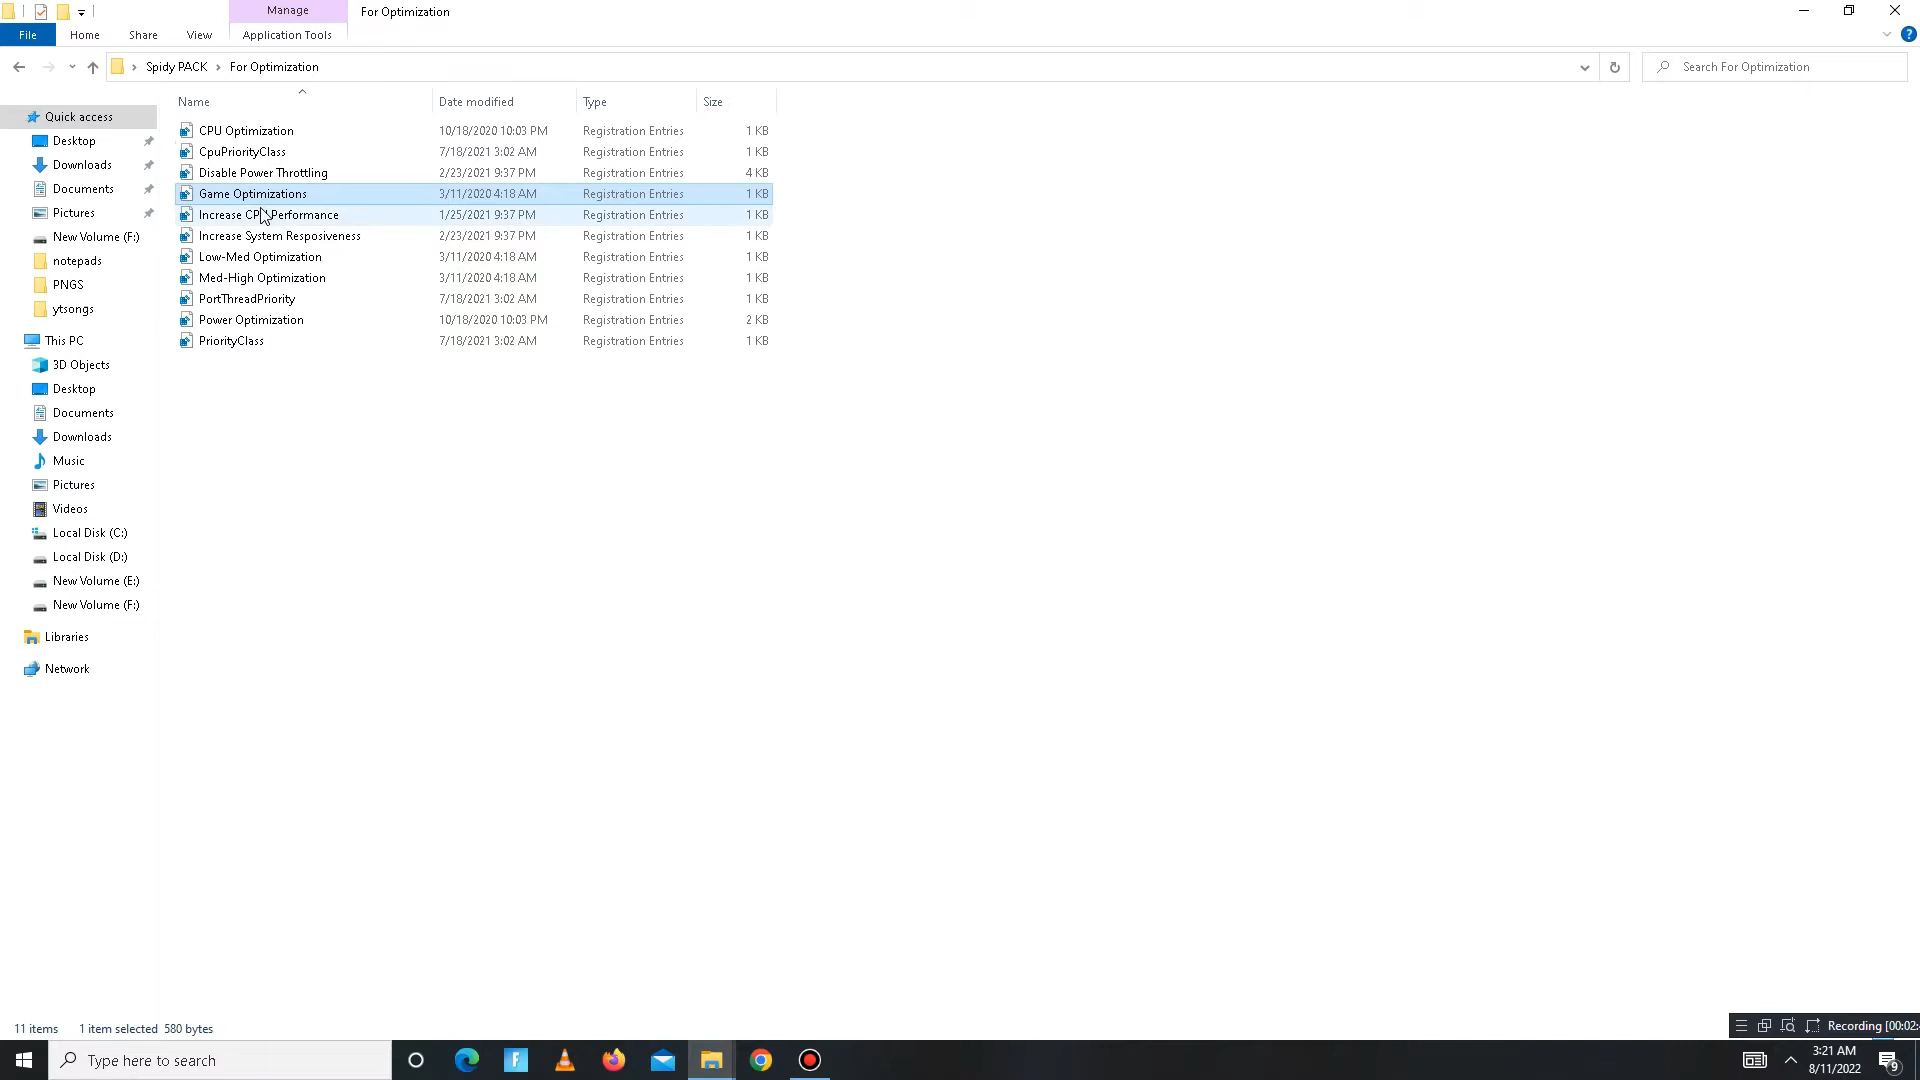 Manage
For Optimization
File
Home
Share
View
Application Tools
Spidy PACK
For Optimization
Search For Optimization
Name
Date modified
Type
Size
Quick access
Desktop
Downloads
Documents
Pictures
New Volume (F:)
notepads
PNGS
ytsongs
This PC
3D Objects
Desktop
Documents
Downloads
Music
Pictures
Videos
Local Disk (C:)
Local Disk (D:)
New Volume (E:)
New Volume (F:)
Libraries
Network
CPU Optimization 10/18/2020 10:03 PM Registration Entries 1 KB
CpuPriorityClass 7/18/2021 3:02 AM Registration Entries 1 KB
Disable Power Throttling 2/23/2021 9:37 PM Registration Entries 4 KB
Game Optimizations 3/11/2020 4:18 AM Registration Entries 1 KB
Increase CPU Performance 1/25/2021 9:37 PM Registration Entries 1 KB
Increase System Resposiveness 2/23/2021 9:37 PM Registration Entries 1 KB
Low-Med Optimization 3/11/2020 4:18 AM Registration Entries 1 KB
Med-High Optimization 3/11/2020 4:18 AM Registration Entries 1 KB
PortThreadPriority 7/18/2021 3:02 AM Registration Entries 1 KB
Power Optimization 10/18/2020 10:03 PM Registration Entries 2 KB
PriorityClass 7/18/2021 3:02 AM Registration Entries 1 KB
11 items
1 item selected 580 bytes
Recording [00:02:
Type here to search
3:21 AM
8/11/2022
9